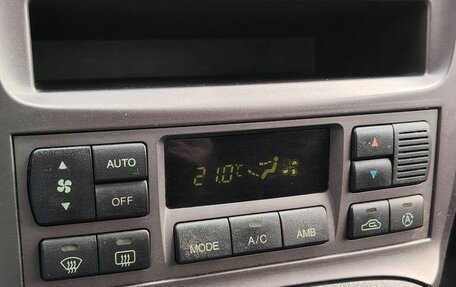 AUTO
OFF
21.0°C
MODE
A/C
AMB